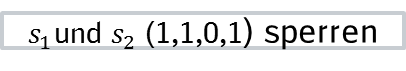 s₁ und s₂ (1,1,0,1) sperren